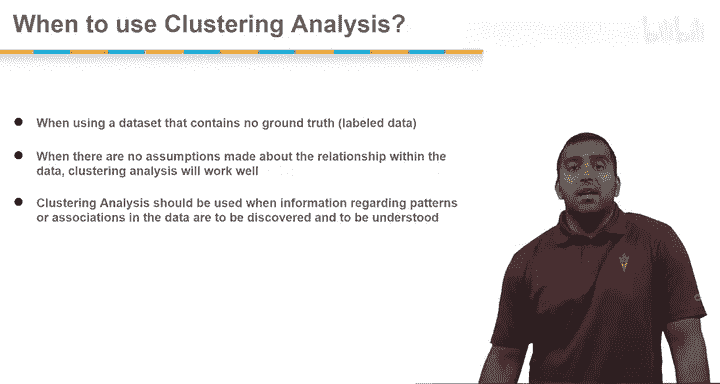 When to use Clustering Analysis?
When using a dataset that contains no ground truth (labeled data)
When there are no assumptions made about the relationship within the
data, clustering analysis will work well
Clustering Analysis should be used when information regarding patterns
or associations in the data are to be discovered and to be understood